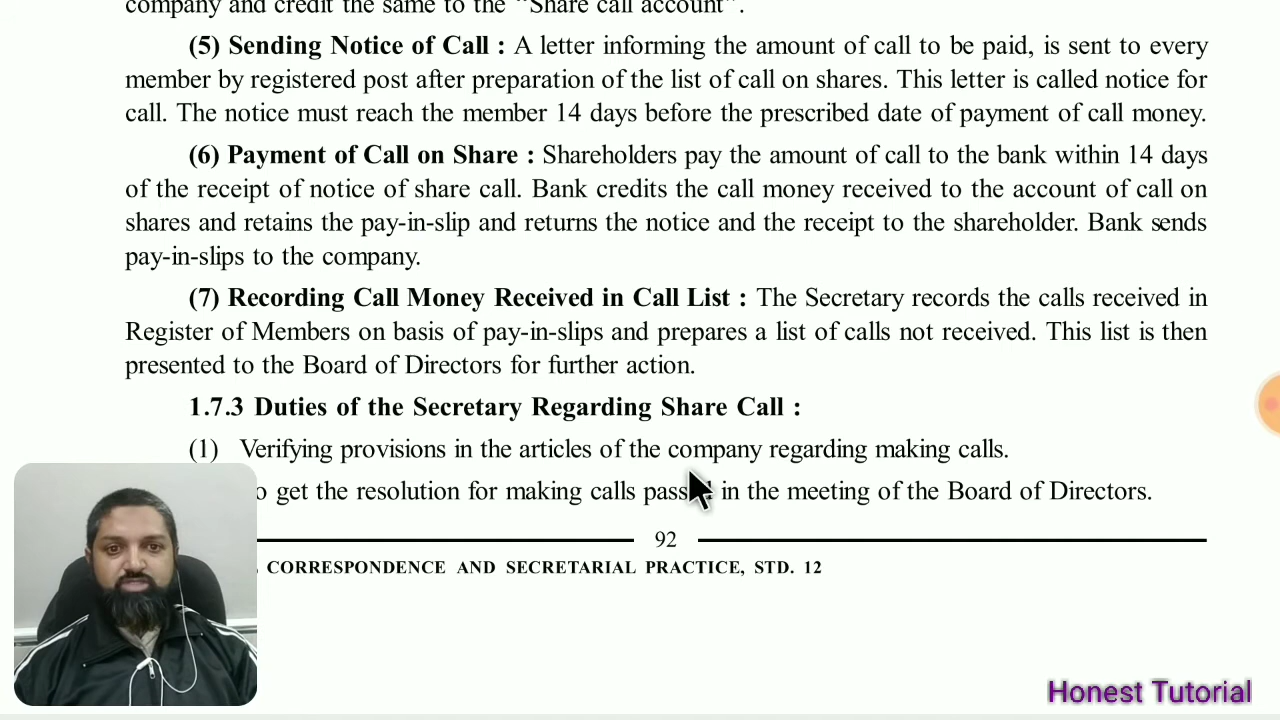 company and credit the same to the "Share call account".
(5) Sending Notice of Call : A letter informing the amount of call to be paid, is sent to every
member by registered post after preparation of the list of call on shares. This letter is called notice for
call. The notice must reach the member 14 days before the prescribed date of payment of call money.
(6) Payment of Call on Share : Shareholders pay the amount of call to the bank within 14 days
of the receipt of notice of share call. Bank credits the call money received to the account of call on
shares and retains the pay-in-slip and returns the notice and the receipt to the shareholder. Bank sends
pay-in-slips to the company.
(7) Recording Call Money Received in Call List : The Secretary records the calls received in
Register of Members on basis of pay-in-slips and prepares a list of calls not received. This list is then
presented to the Board of Directors for further action.
1.7.3 Duties of the Secretary Regarding Share Call :
(1) Verifying provisions in the articles of the company regarding making calls.
get the resolution for making calls in the meeting of the Board of Directors.
92
CORRESPONDENCE AND SECRETARIAL PRACTICE, STD. 12
Honest Tutorial